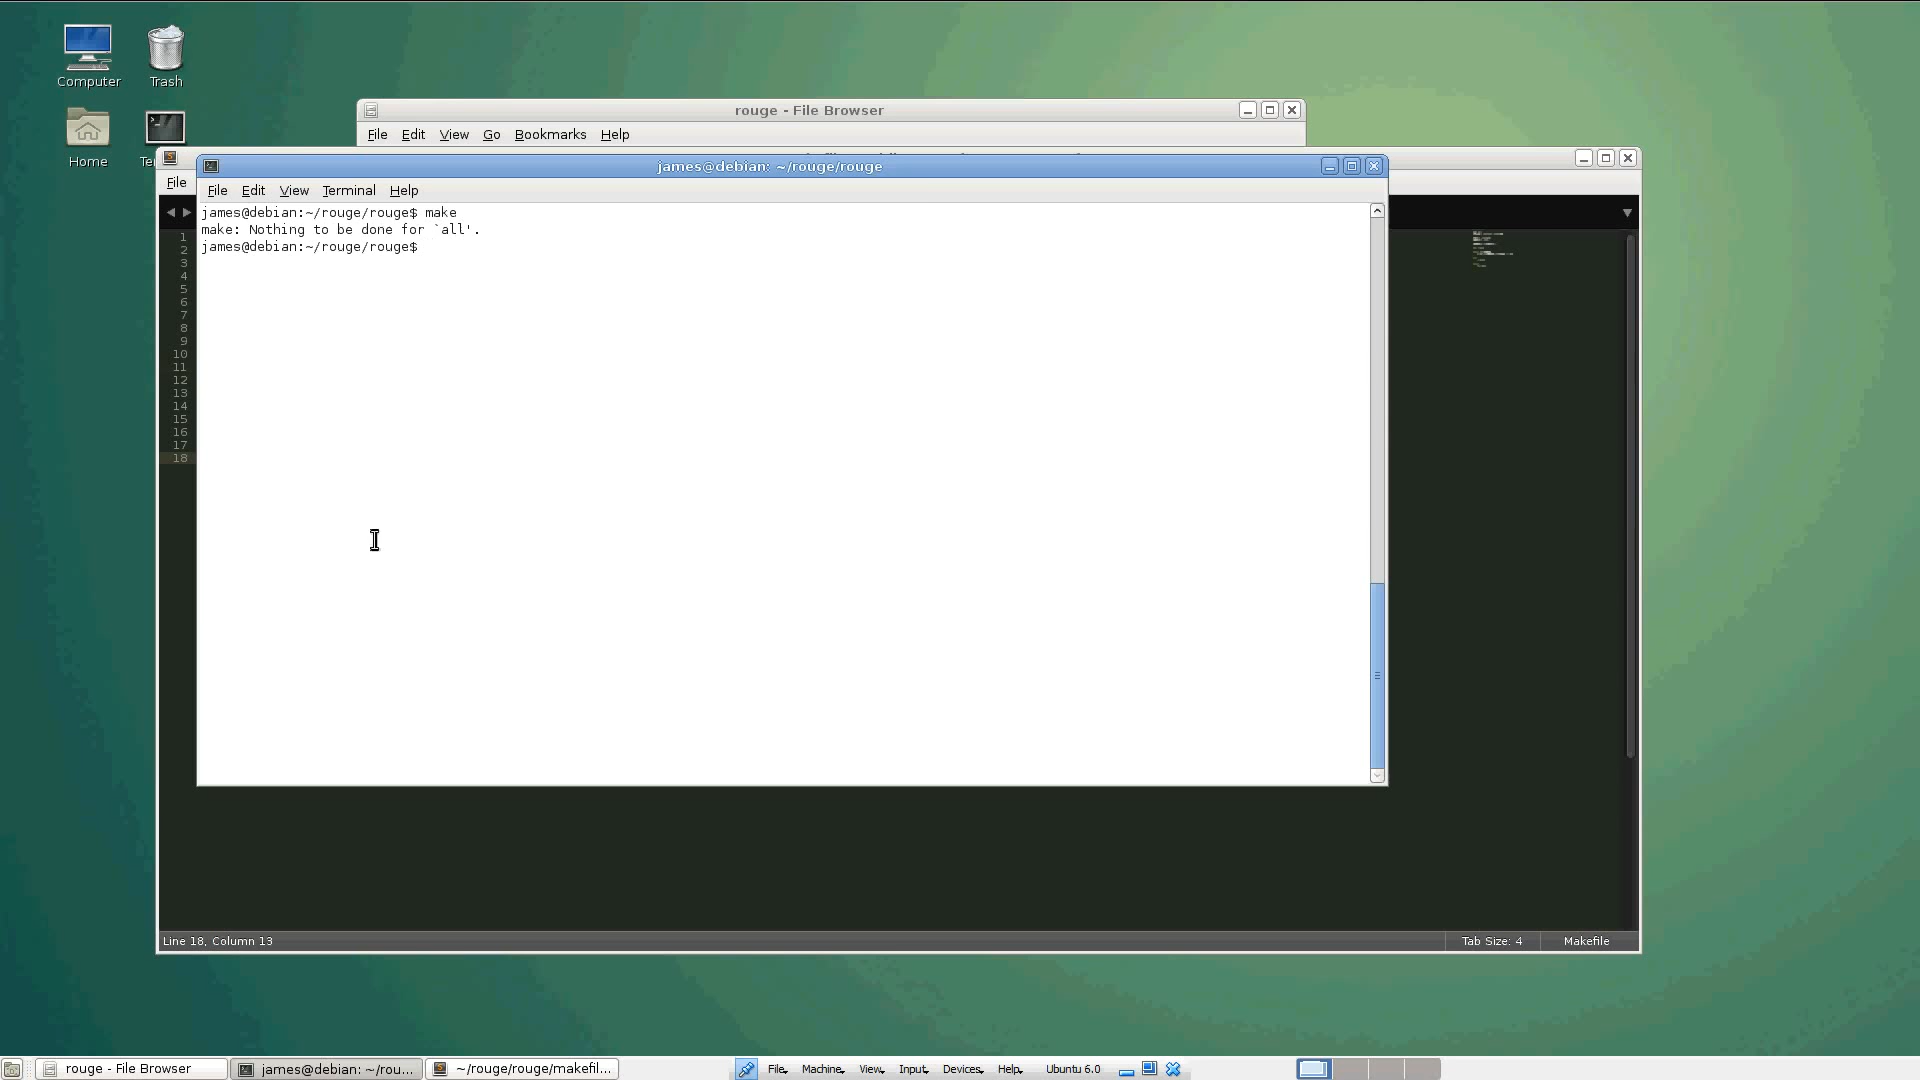 Computer
Trash
Home
Te
rouge - File Browser
File Edit View Go Bookmarks Help
File
james@debian: ~/rouge/rouge
File Edit View Terminal Help
james@debian:~/rouge/rouge$ make
make: Nothing to be done for `all'.
james@debian:~/rouge/rouge$
1
2
3
4
5
6
7
8
9
10
11
12
13
14
15
16
17
18
Line 18, Column 13
Tab Size: 4
Makefile
rouge - File Browser
james@debian: ~/rou...
~/rouge/rouge/makefil...
File Machine View Input Devices Help Ubuntu 6.0